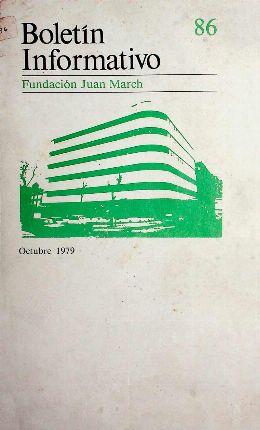 Boletín
Informativo
86
Fundación Juan March
Octubre 1979